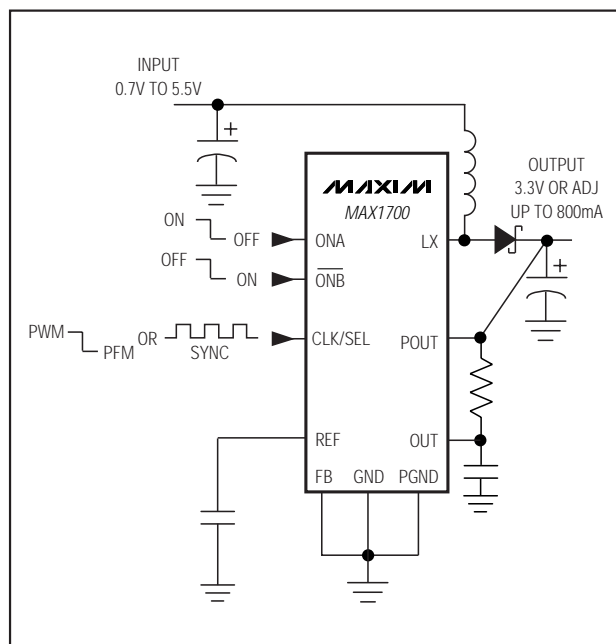 INPUT
0.7V TO 5.5V
+
OUTPUT
3.3V OR ADJ
UP TO 800mA
+
MAXIM
MAX1700
ON
OFF
ONA
LX
OFF
ON
ONB
PWM
PFM
OR
SYNC
CLK/SEL
POUT
REF
OUT
FB GND PGND